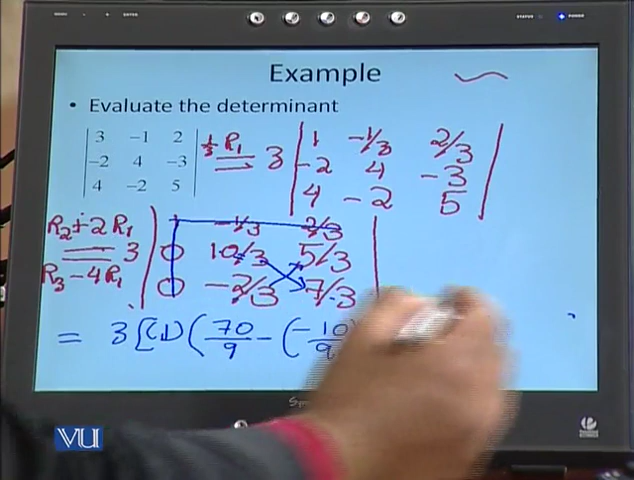 Example
• Evaluate the determinant
| 3 −1 2 | 1/3 R₁ | 1 −1/3 2/3 |
| −2 4 −3 | ⟹ 3 | −2 4 −3 |
| 4 −2 5 | | 4 −2 5 |
R₂+2R₁ | 1 −1/3 2/3 |
= 3 | 0 10/3 5/3 |
R₃−4R₁ | 0 −2/3 7/3 |
= 3[(1)(70/9 − (−10/9
VU